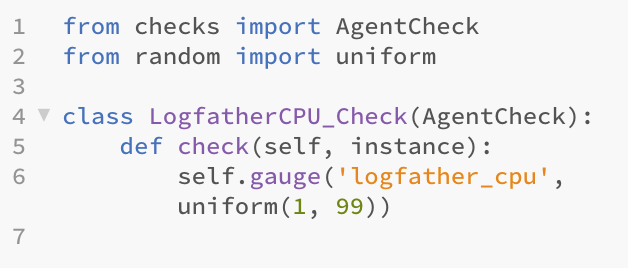 1 from checks import AgentCheck
2 from random import uniform
3
4 class LogfatherCPU_Check(AgentCheck):
5 def check(self, instance):
6 self.gauge('logfather_cpu',
uniform(1, 99))
7